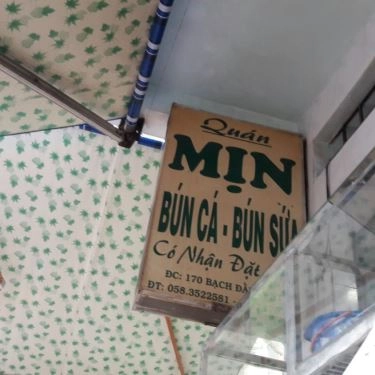 Quán
MỊN
BÚN CÁ - BÚN SỨA
Có Nhận Đặt
ĐC: 170 BẠCH
ĐT: 058.3522581 -